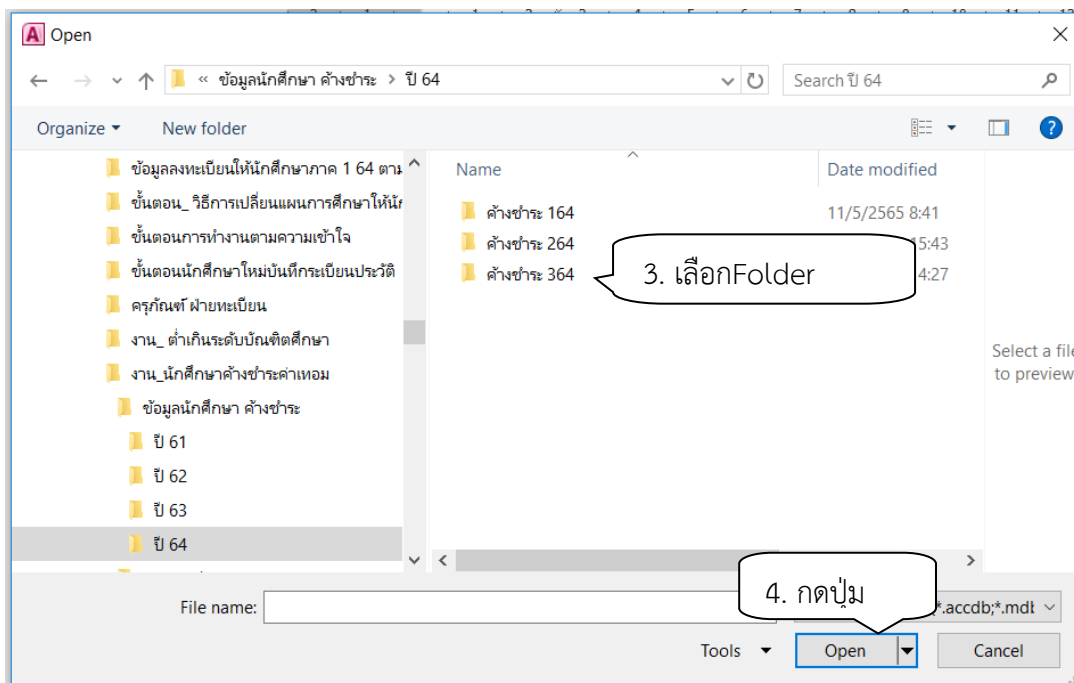 Open
« ข้อมูลนักศึกษา ค้างชำระ > ปี 64
Search ปี 64
Organize
New folder
ข้อมูลลงทะเบียนให้นักศึกษาภาค 1 64 ตาม
ขั้นตอน_ วิธีการเปลี่ยนแผนการศึกษาให้นัก
ขั้นตอนการทำงานตามความเข้าใจ
ขั้นตอนนักศึกษาใหม่บันทึกระเบียนประวัติ
ครุภัณฑ์ ฝ่ายทะเบียน
งาน_ ต่ำเกินระดับบัณฑิตศึกษา
งาน_นักศึกษาค้างชำระค่าเทอม
ข้อมูลนักศึกษา ค้างชำระ
ปี 61
ปี 62
ปี 63
ปี 64
Name
Date modified
ค้างชำระ 164
11/5/2565 8:41
ค้างชำระ 264
15:43
ค้างชำระ 364
4:27
3. เลือกFolder
Select a file
to preview
4. กดปุ่ม
File name:
*.accdb;*.mdb
Tools
Open
Cancel